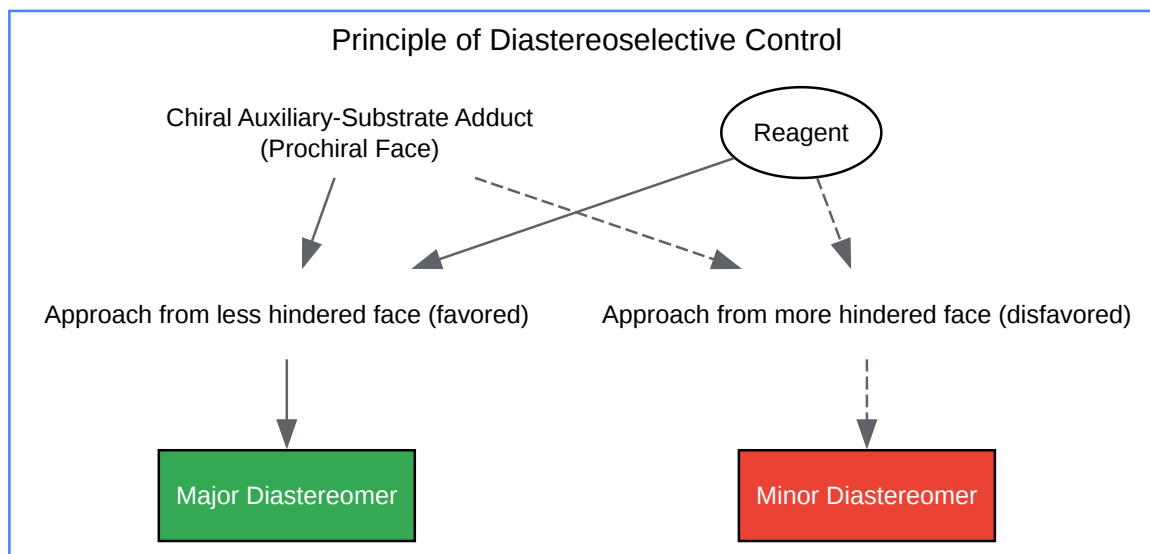 Principle of Diastereoselective Control
Chiral Auxiliary-Substrate Adduct
(Prochiral Face)
Reagent
Approach from less hindered face (favored)
Approach from more hindered face (disfavored)
Major Diastereomer
Minor Diastereomer